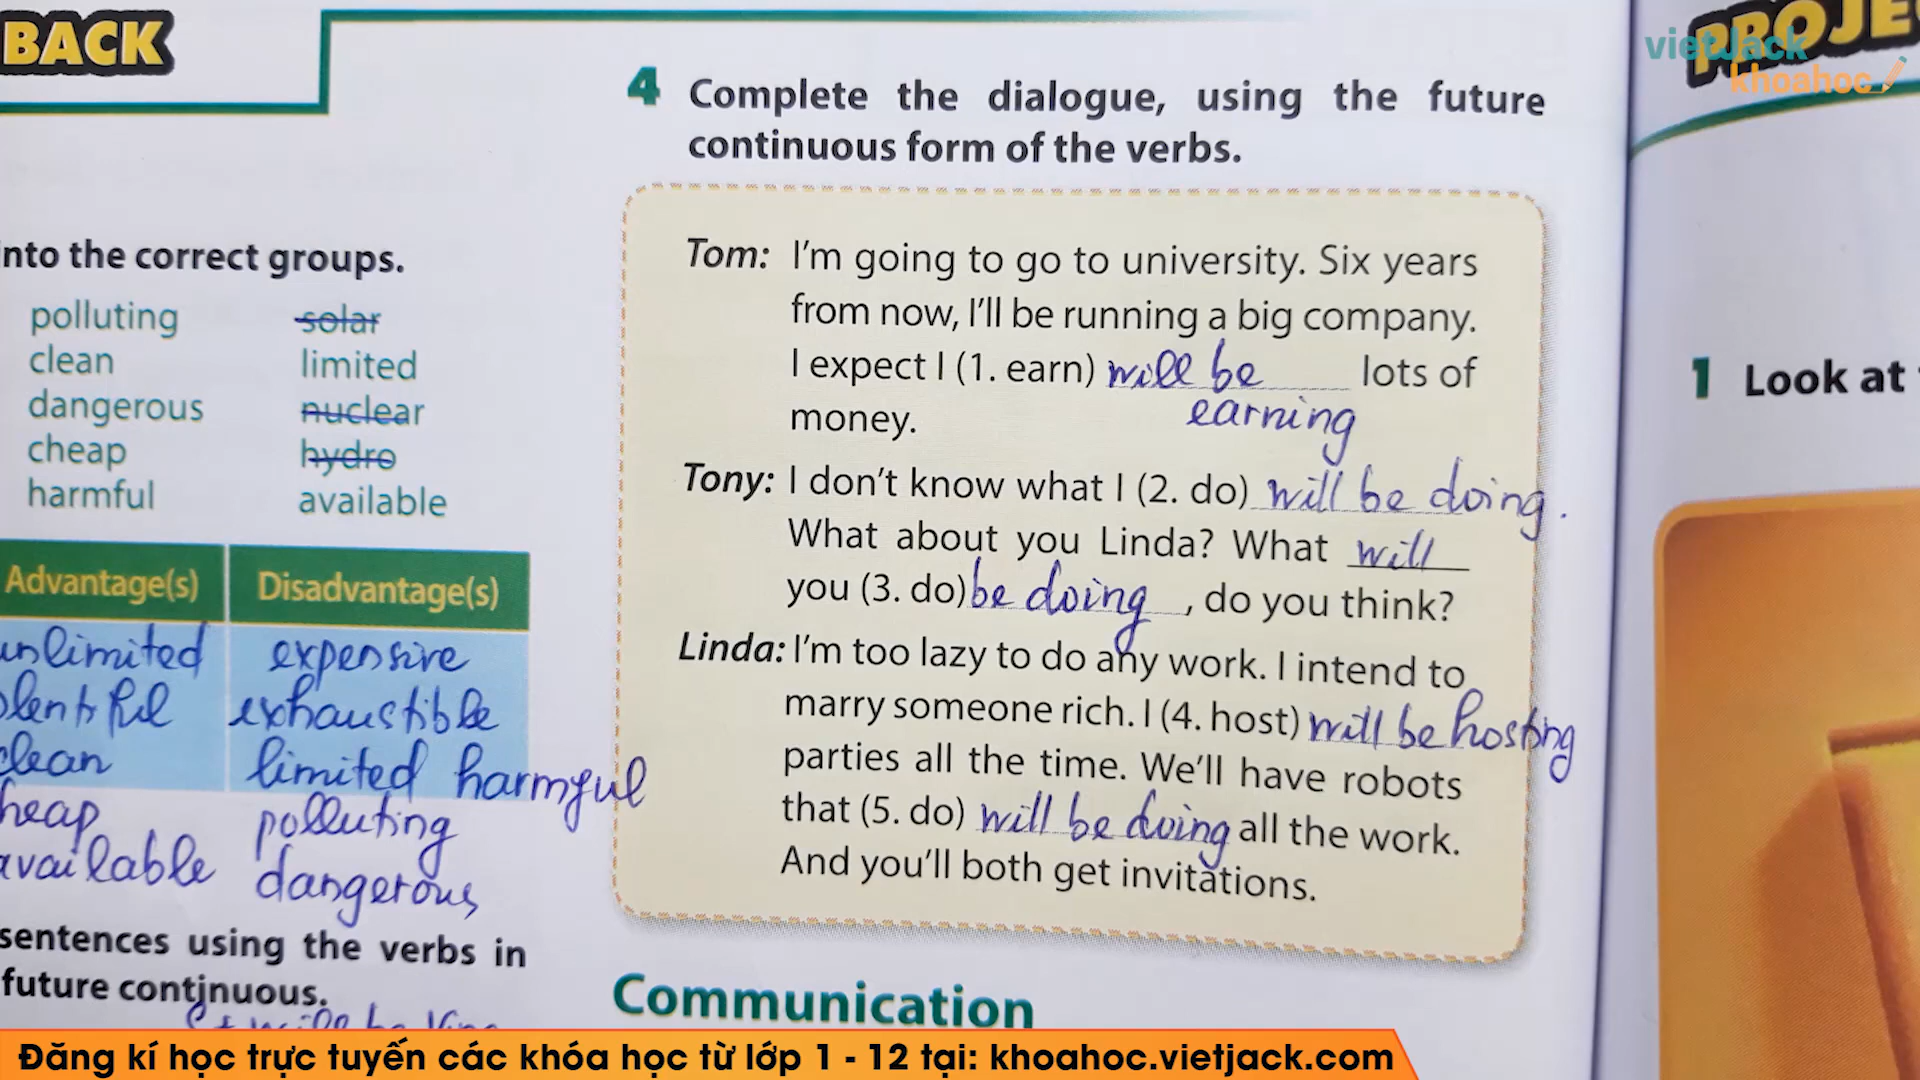 BACK
into the correct groups.
polluting solar
clean limited
dangerous nuclear
cheap hydro
harmful available
Advantage(s) Disadvantage(s)
unlimited expensive
plentiful exhaustible
clean limited harmful
cheap polluting
available dangerous
sentences using the verbs in
future continuous.
4 Complete the dialogue, using the future
continuous form of the verbs.
Tom: I'm going to go to university. Six years
from now, I'll be running a big company.
I expect I (1. earn) will be lots of
money. earning
Tony: I don't know what I (2. do) will be doing.
What about you Linda? What will
you (3. do) be doing, do you think?
Linda: I'm too lazy to do any work. I intend to
marry someone rich. I (4. host) will be hosting
parties all the time. We'll have robots
that (5. do) will be doing all the work.
And you'll both get invitations.
Communication
1 Look at
vietJack
khoahoc
Đăng kí học trực tuyến các khóa học từ lớp 1 - 12 tại: khoahoc.vietjack.com